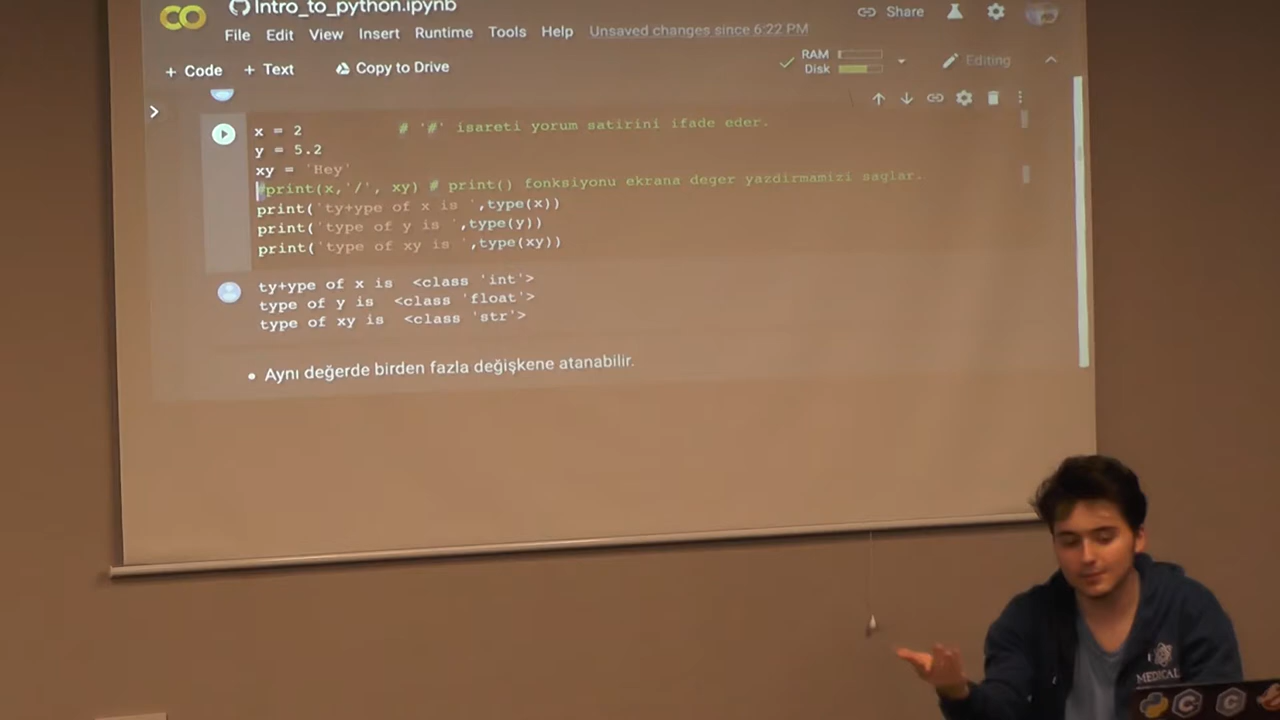 Intro_to_python.ipynb
Share
File Edit View Insert Runtime Tools Help Unsaved changes since 6:22 PM
+ Code + Text Copy to Drive
RAM
Disk
Editing
x = 2 # '#' isareti yorum satirini ifade eder.
y = 5.2
xy = 'Hey'
#print(x,'/', xy) # print() fonksiyonu ekrana deger yazdirmamizi saglar.
print('ty+ype of x is ',type(x))
print('type of y is ',type(y))
print('type of xy is ',type(xy))
ty+ype of x is <class 'int'>
type of y is <class 'float'>
type of xy is <class 'str'>
• Aynı değerde birden fazla değişkene atanabilir.
MEDICAL